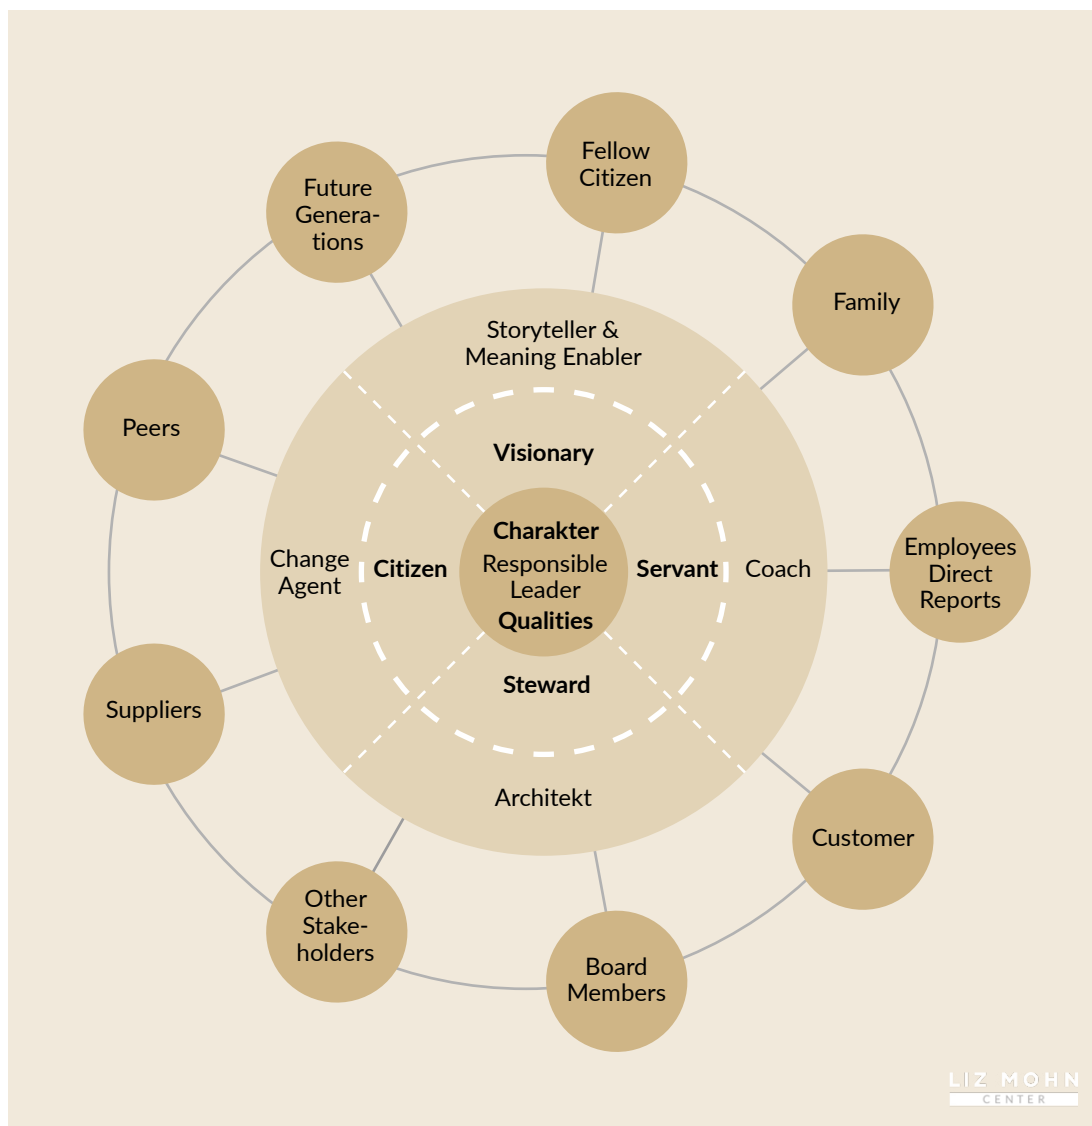 Fellow
Citizen
Future
Genera-
tions
Family
Storyteller &
Meaning Enabler
Peers
Visionary
Charakter
Responsible
Leader
Qualities
Change
Agent
Citizen
Servant
Coach
Employees
Direct
Reports
Steward
Suppliers
Architekt
Customer
Other
Stake-
holders
Board
Members
LIZ MOHN
CENTER